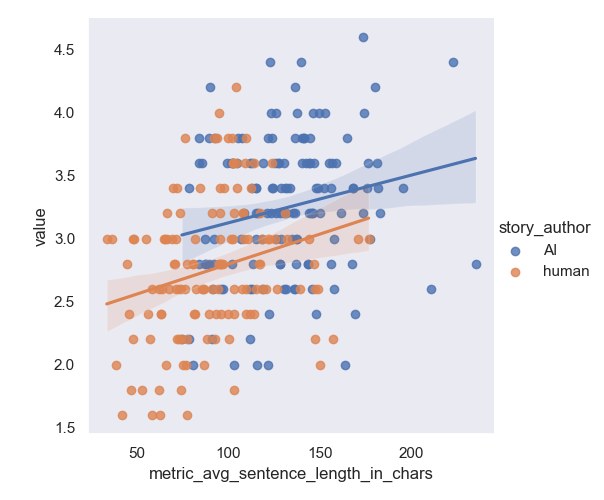 4.5
4.0
3.5
3.0
2.5
2.0
1.5
value
50
100
150
200
metric_avg_sentence_length_in_chars
story_author
AI
human